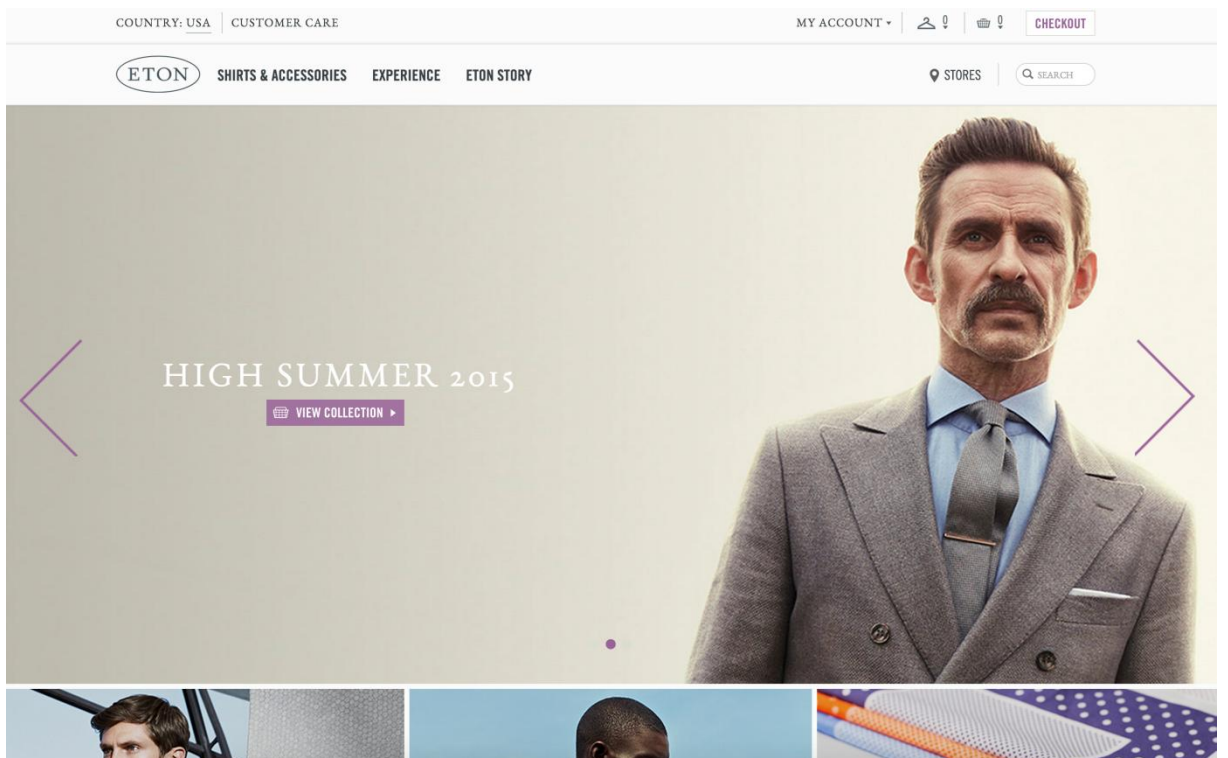 COUNTRY: USA CUSTOMER CARE MY ACCOUNT 0 0 CHECKOUT
ETON SHIRTS & ACCESSORIES EXPERIENCE ETON STORY STORES SEARCH
HIGH SUMMER 2015
VIEW COLLECTION